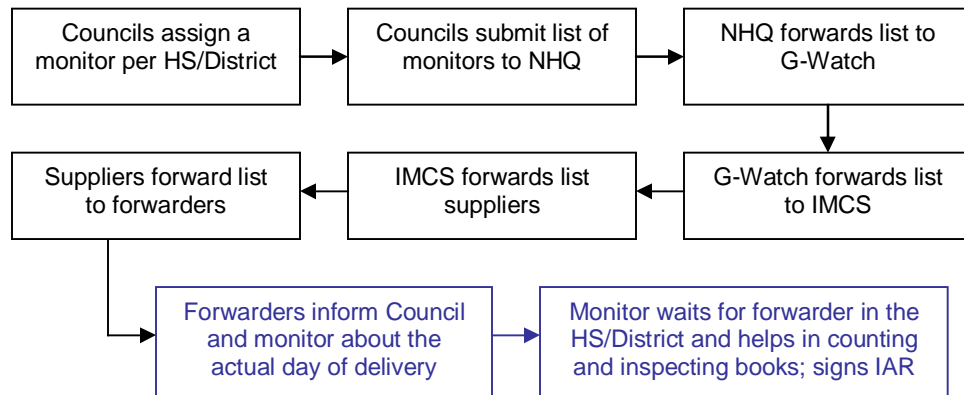 Councils assign a
monitor per HS/District
Councils submit list of
monitors to NHQ
NHQ forwards list to
G-Watch
G-Watch forwards list
to IMCS
IMCS forwards list
suppliers
Suppliers forward list
to forwarders
Forwarders inform Council
and monitor about the
actual day of delivery
Monitor waits for forwarder in the
HS/District and helps in counting
and inspecting books; signs IAR